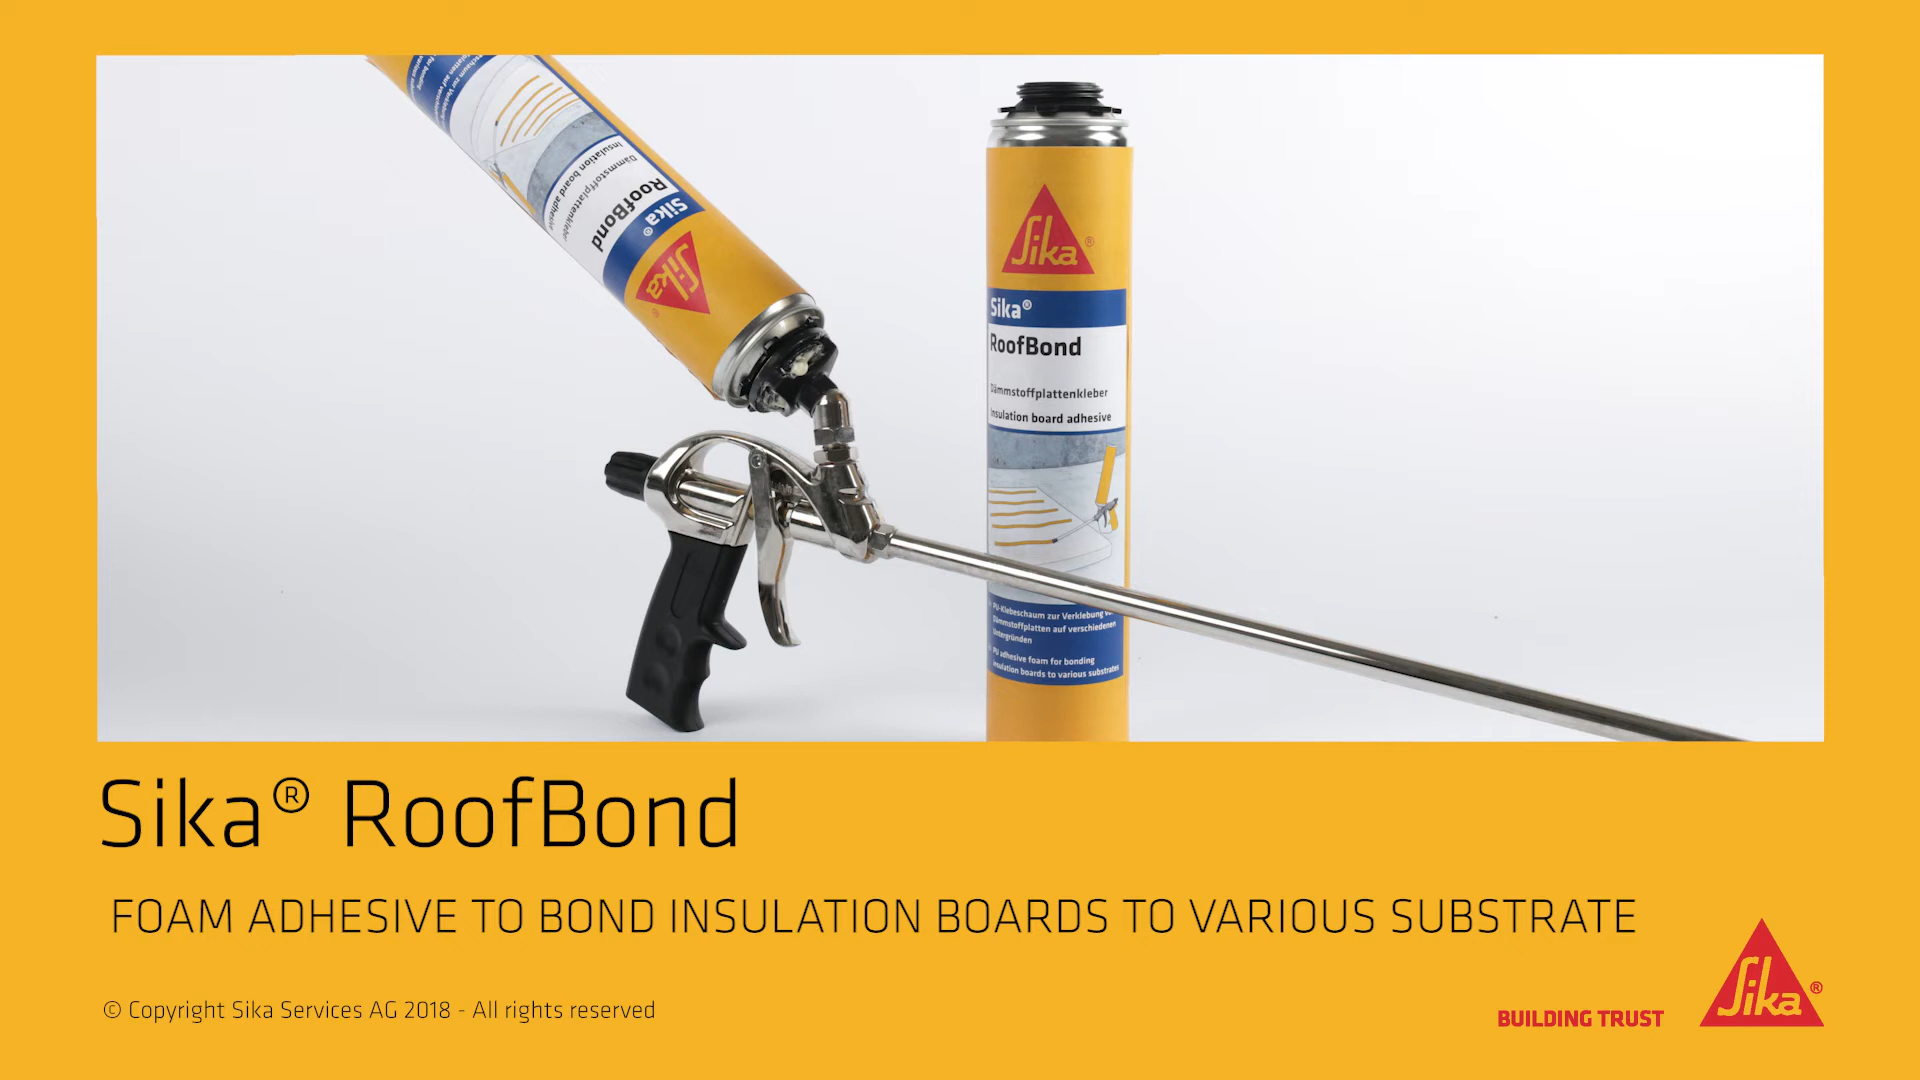 Sika®
Sika®
RoofBond
Dämmstoffplattenkleber
Insulation board adhesive
Sika®
Sika®
RoofBond
Dämmstoffplattenkleber
Insulation board adhesive
PU-Klebeschaum zur Verklebung
Dämmstoffplatten auf verschiedenen
Untergründen
PU adhesive foam for bonding
insulation boards to various substrates
Sika® RoofBond
FOAM ADHESIVE TO BOND INSULATION BOARDS TO VARIOUS SUBSTRATE
© Copyright Sika Services AG 2018 - All rights reserved
BUILDING TRUST
Sika®